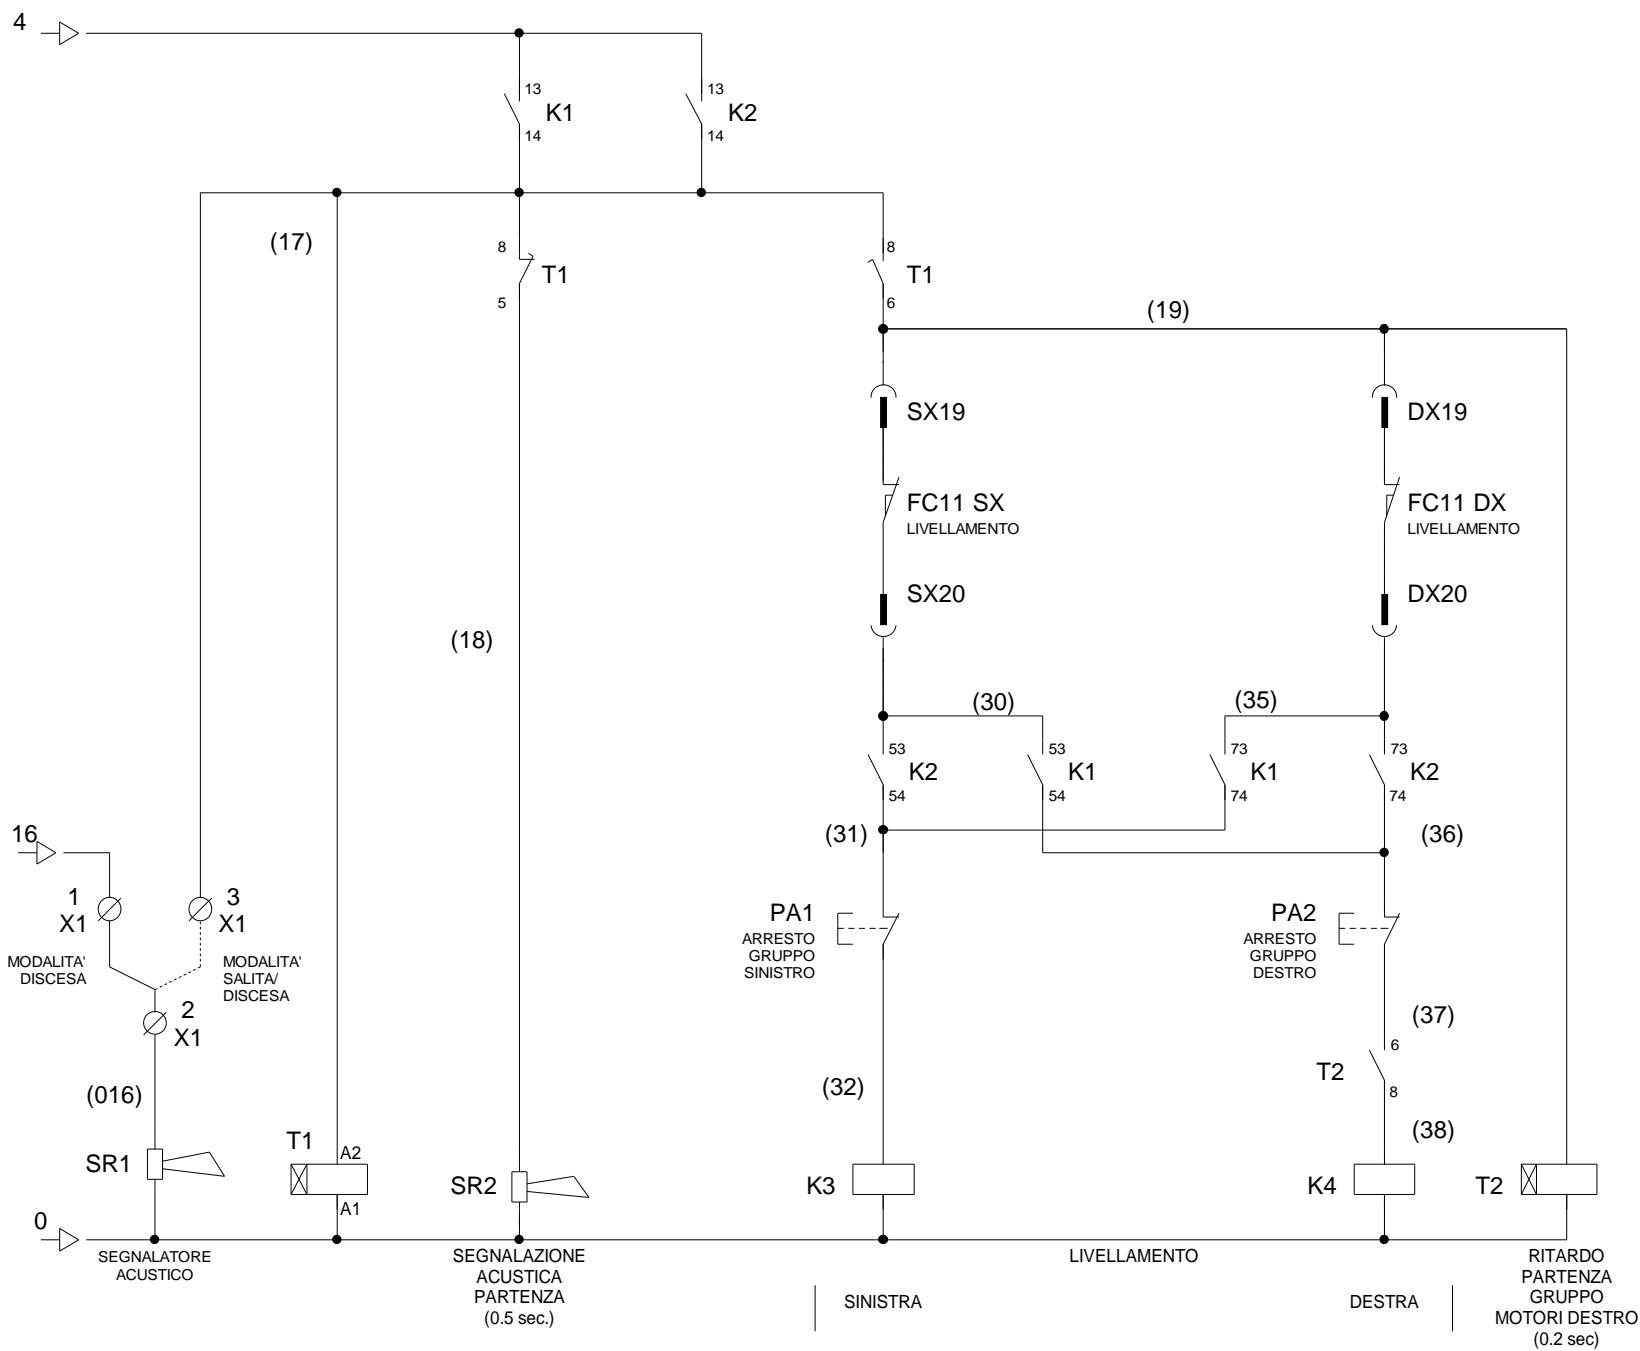 4
13
K1
14
13
K2
14
(17)
8
T1
5
8
T1
6
(19)
SX19
DX19
FC11 SX
LIVELLAMENTO
FC11 DX
LIVELLAMENTO
SX20
DX20
(18)
(30)
(35)
53
K2
54
53
K1
54
73
K1
74
73
K2
74
(31)
(36)
16
1
X1
3
X1
MODALITA'
DISCESA
MODALITA'
SALITA/
DISCESA
2
X1
PA1
ARRESTO
GRUPPO
SINISTRO
PA2
ARRESTO
GRUPPO
DESTRO
(37)
6
T2
8
(016)
(32)
(38)
SR1
T1
A2
A1
SR2
K3
K4
T2
0
SEGNALATORE
ACUSTICO
SEGNALAZIONE
ACUSTICA
PARTENZA
(0.5 sec.)
LIVELLAMENTO
SINISTRA
DESTRA
RITARDO
PARTENZA
GRUPPO
MOTORI DESTRO
(0.2 sec)